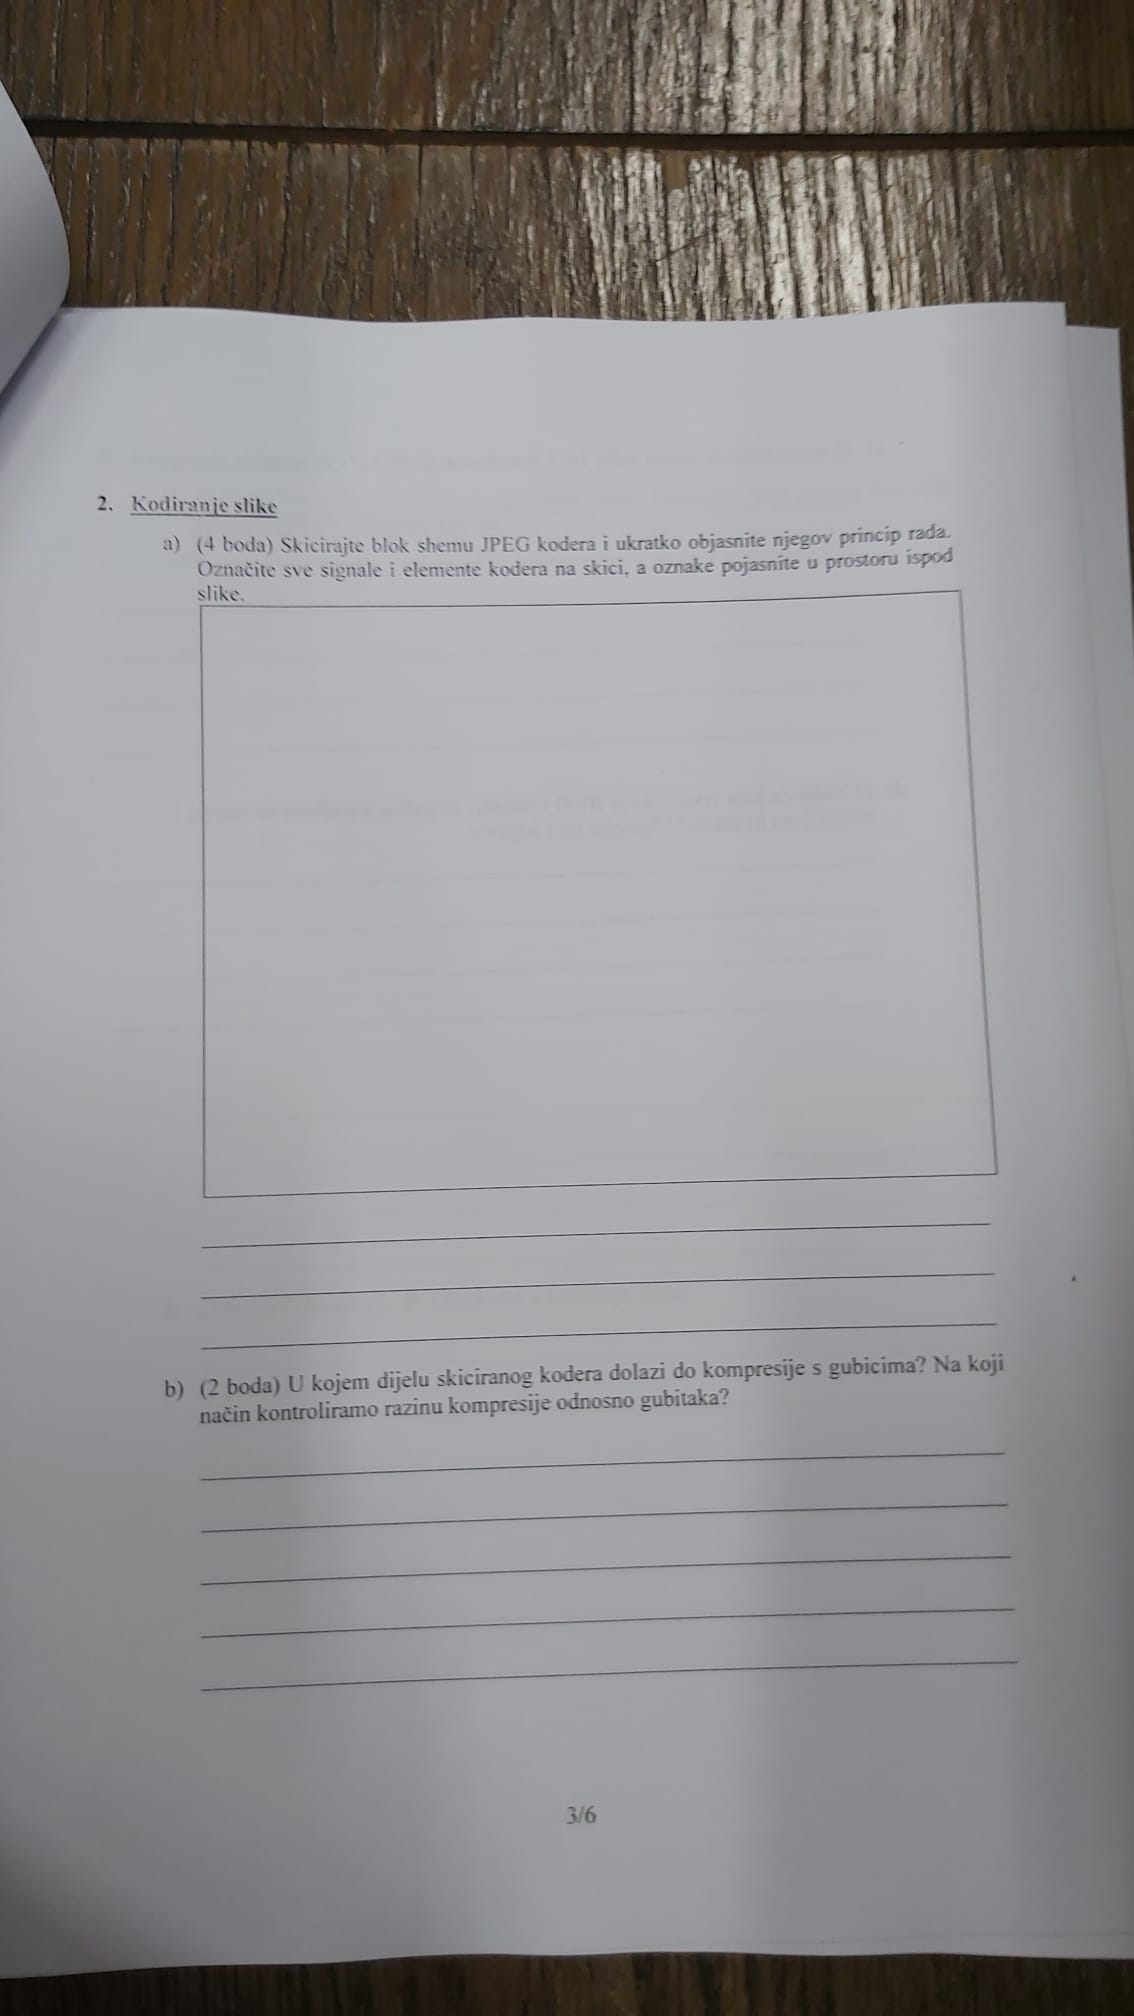 2. Kodiranje slike
a) (4 boda) Skicirajte blok shemu JPEG kodera i ukratko objasnite njegov princip rada.
Označite sve signale i elemente kodera na skici, a oznake pojasnite u prostoru ispod
slike.
b) (2 boda) U kojem dijelu skiciranog kodera dolazi do kompresije s gubicima? Na koji
način kontroliramo razinu kompresije odnosno gubitaka?
3/6